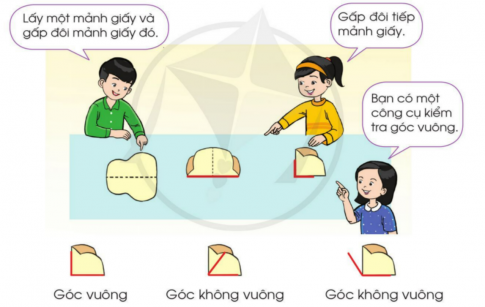 Lấy một mảnh giấy và
gấp đôi mảnh giấy đó.
Gấp đôi tiếp
mảnh giấy.
Bạn có một
công cụ kiểm
tra góc vuông.
Góc vuông
Góc không vuông
Góc không vuông